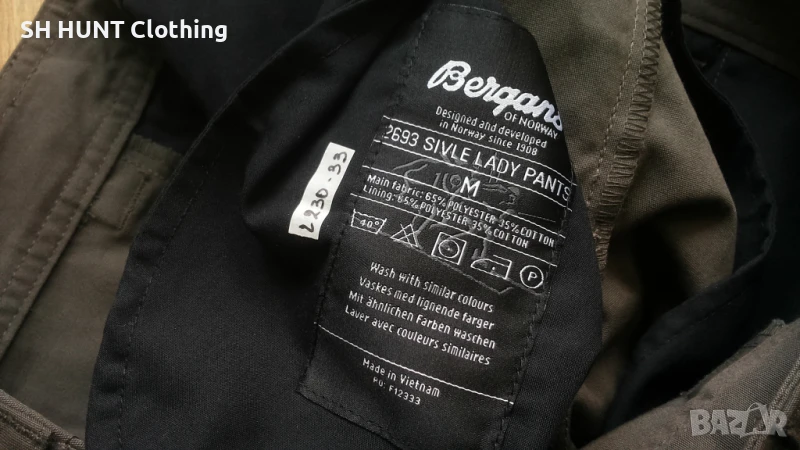 SH HUNT Clothing
Bergans
OF NORWAY
Designed and developed
in Norway since 1908
2693 SIVLE LADY PANTS
M
Main fabric: 65% POLYESTER 35% COTTON
Lining: 65% POLYESTER 35% COTTON
40°
P
Wash with similar colours
Vaskes med lignende farger
Mit ähnlichen Farben waschen
Laver avec couleurs similaires
Made in Vietnam
PO: F12333
L230-33
BAZAR